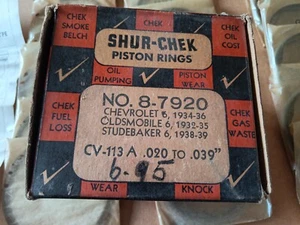 CHEK
SMOKE
BELCH
SHUR-CHEK
PISTON RINGS
CHEK
OIL
COST
OIL
PUMPING
PISTON
WEAR
NO. 8-7920
CHEVROLET 6, 1934-36
OLDSMOBILE 6, 1932-35
STUDEBAKER 6, 1938-39
CHEK
FUEL
LOSS
CHEK
GAS
WASTE
CV-113 A .020 TO .039"
6.95
WEAR
KNOCK